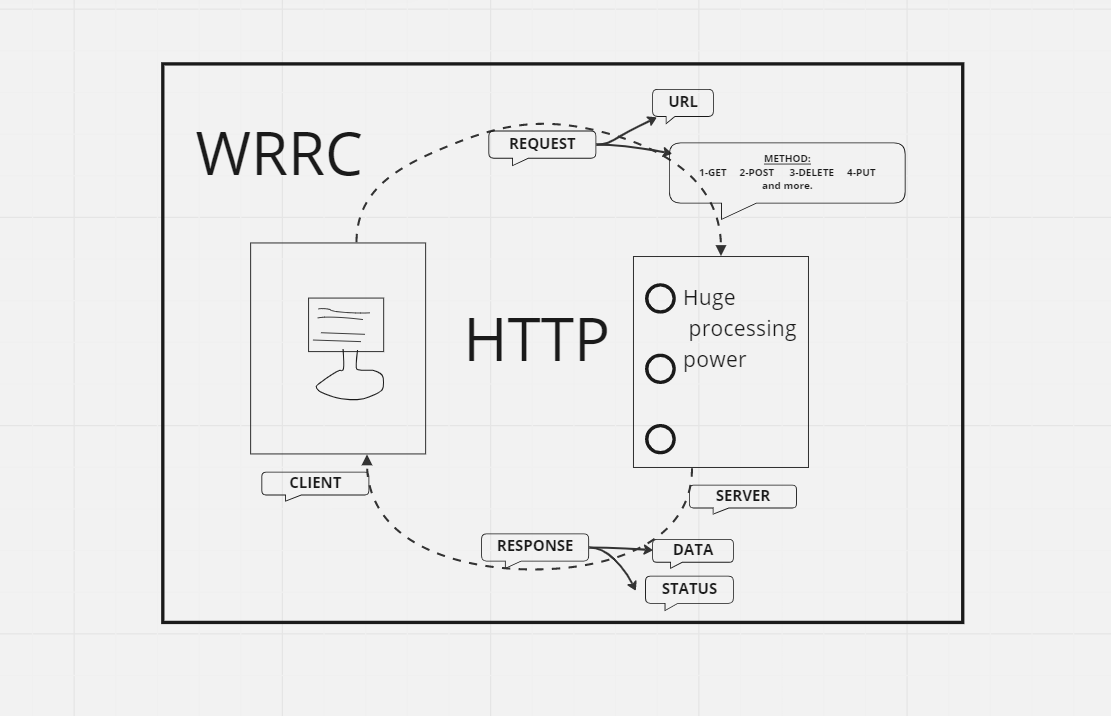 WRRC
URL
REQUEST
METHOD:
1-GET 2-POST 3-DELETE 4-PUT
and more.
HTTP
Huge
processing
power
CLIENT
SERVER
RESPONSE
DATA
STATUS